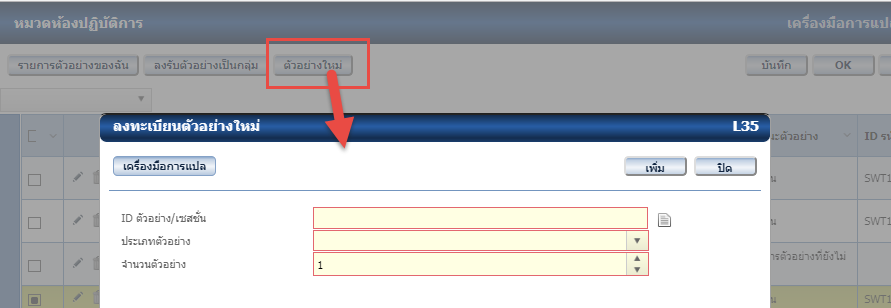 หมวดห้องปฏิบัติการ เครื่องมือการแปล
รายการตัวอย่างของฉัน ลงรับตัวอย่างเป็นกลุ่ม ตัวอย่างใหม่ บันทึก OK
ลงทะเบียนตัวอย่างใหม่ L35
เครื่องมือการแปล เพิ่ม ปิด
ID ตัวอย่าง/เซสชั่น
ประเภทตัวอย่าง
จำนวนตัวอย่าง 1
ะตัวอย่าง ID
SWT1
SWT1
ารตัวอย่างที่ยังไม่
SWT1